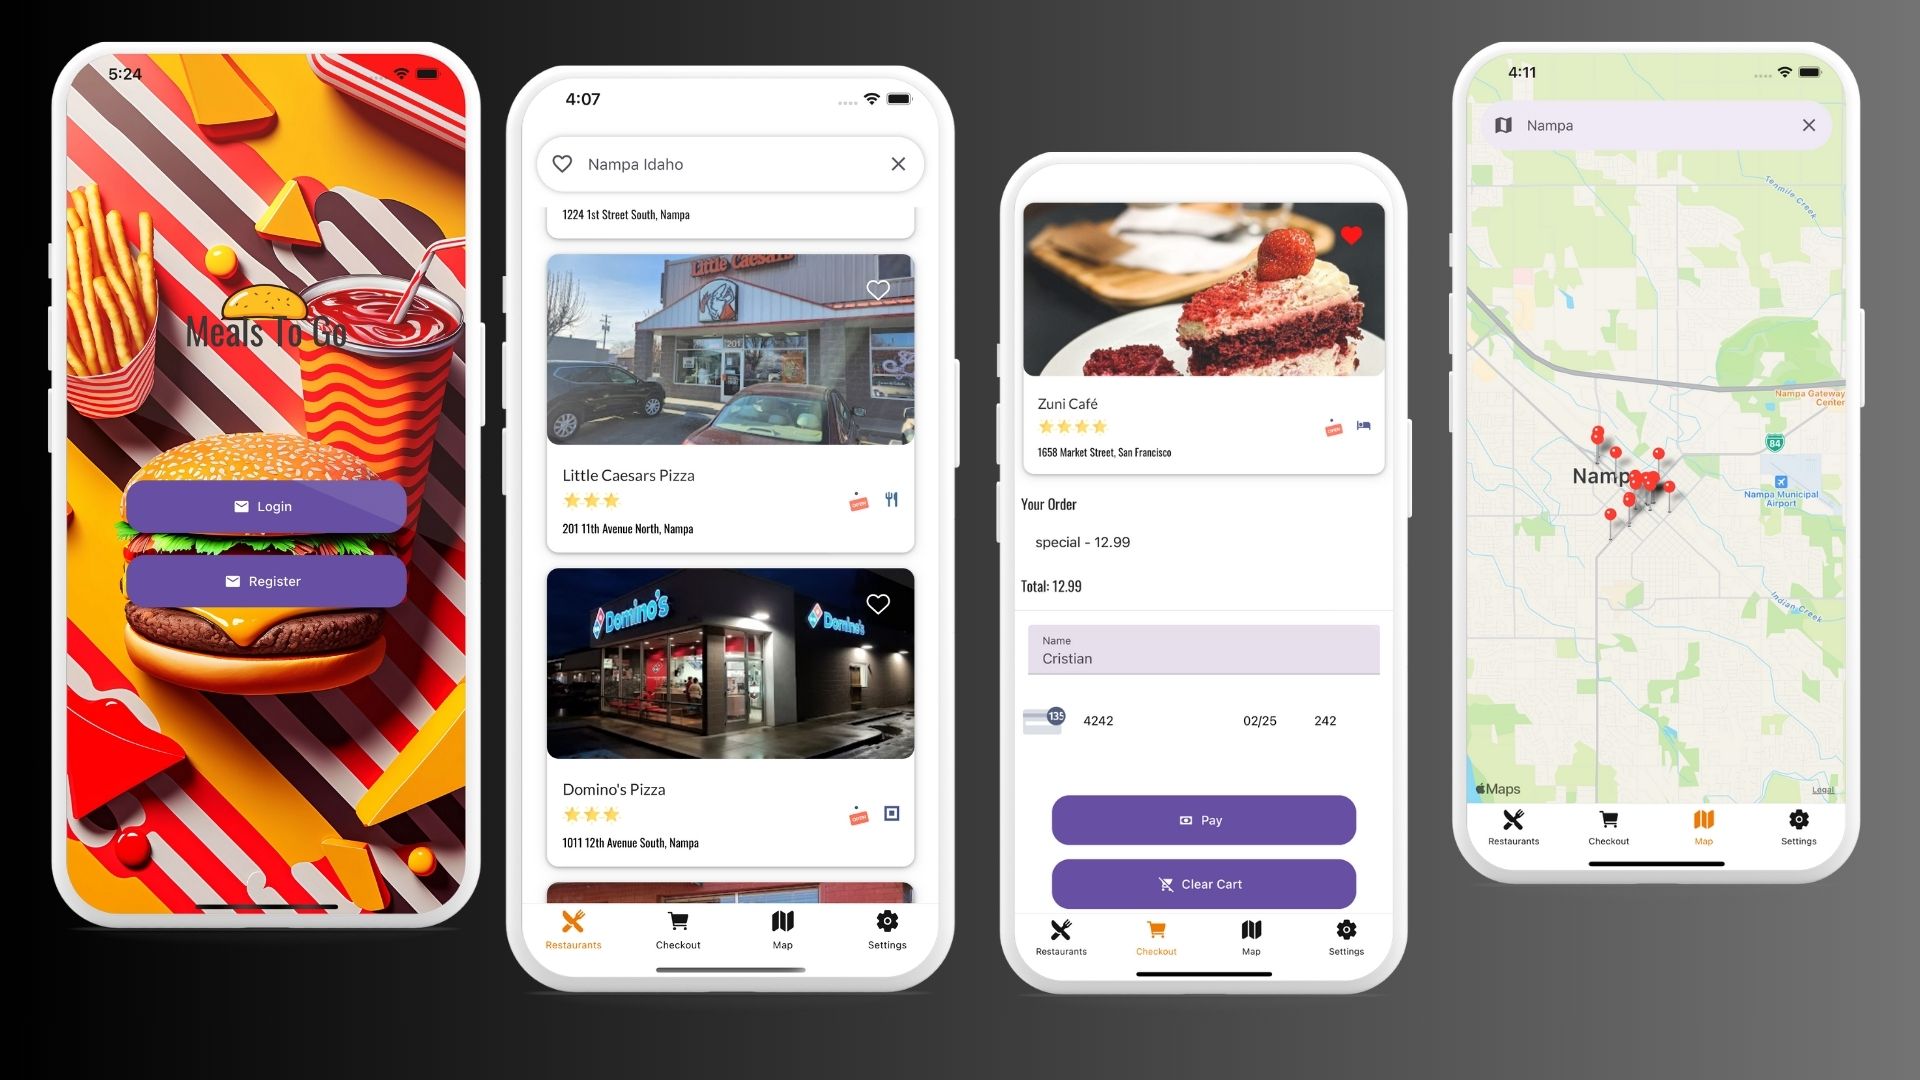 5:24
Meals To Go
Login
Register
4:07
Nampa Idaho
1224 1st Street South, Nampa
Little Caesars
201
Little Caesars Pizza
OPEN
201 11th Avenue North, Nampa
Domino's
Domino's
Domino's Pizza
OPEN
1011 12th Avenue South, Nampa
Restaurants
Checkout
Map
Settings
Zuni Café
OPEN
1658 Market Street, San Francisco
Your Order
special - 12.99
Total: 12.99
Name
Cristian
135
4242 02/25 242
Pay
Clear Cart
Restaurants
Checkout
Map
Settings
4:11
Nampa
Tenmile Creek
Nampa Gateway
Center
84
Namp
Nampa Municipal
Airport
Indian Creek
Maps
Legal
Restaurants
Checkout
Map
Settings